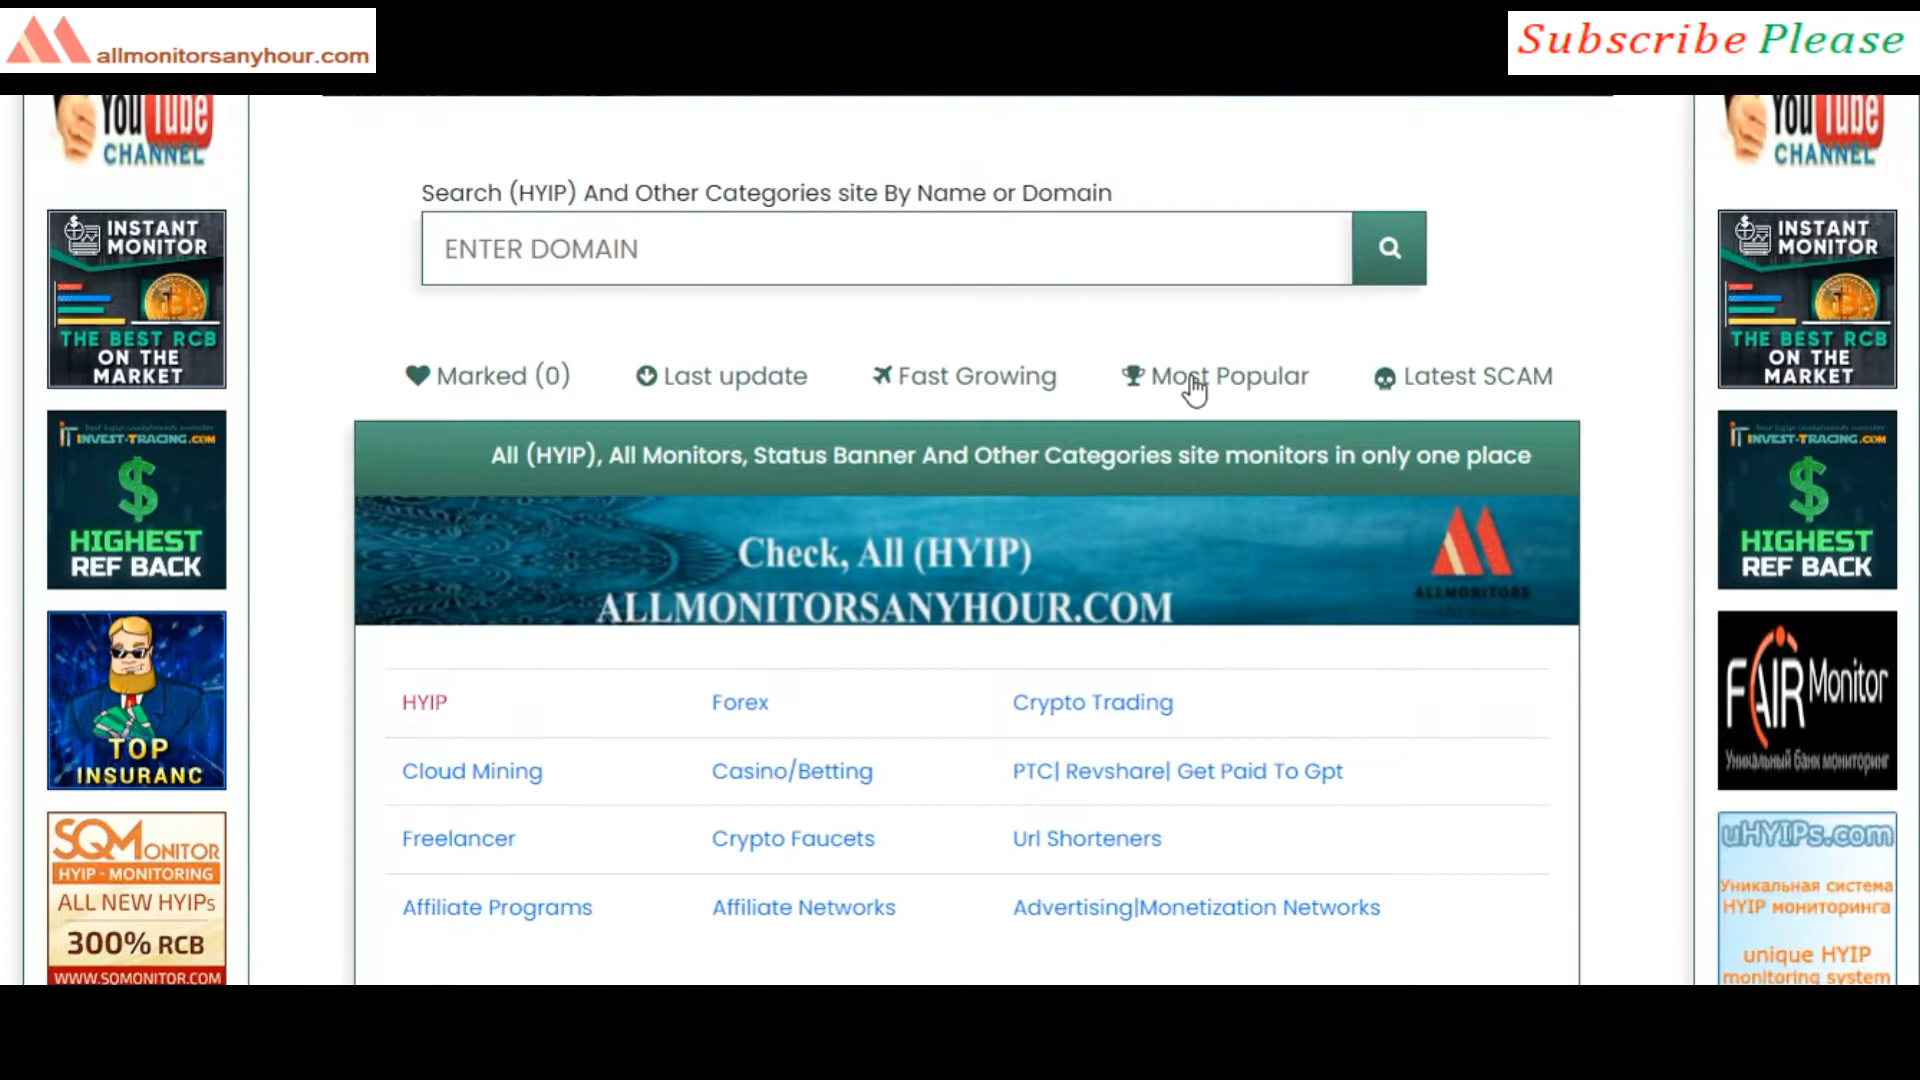 allmonitorsanyhour.com
Subscribe Please
YouTube
CHANNEL
INSTANT
MONITOR
THE BEST RCB
ON THE
MARKET
INVEST-TRACING.COM
HIGHEST
REF BACK
TOP
INSURANC
SQMONITOR
HYIP - MONITORING
ALL NEW HYIPs
300% RCB
WWW.SQMONITOR.COM
Search (HYIP) And Other Categories site By Name or Domain
ENTER DOMAIN
Marked (0)
Last update
Fast Growing
Most Popular
Latest SCAM
All (HYIP), All Monitors, Status Banner And Other Categories site monitors in only one place
Check, All (HYIP)
ALLMONITORSANYHOUR.COM
ALLMONITORS
HYIP Forex Crypto Trading
Cloud Mining Casino/Betting PTC| Revshare| Get Paid To Gpt
Freelancer Crypto Faucets Url Shorteners
Affiliate Programs Affiliate Networks Advertising|Monetization Networks
YouTube
CHANNEL
INSTANT
MONITOR
THE BEST RCB
ON THE
MARKET
INVEST-TRACING.COM
HIGHEST
REF BACK
FAIR Monitor
Уникальный банк мониторинг
uHYIPs.com
Уникальная система
HYIP мониторинга
unique HYIP
monitoring system